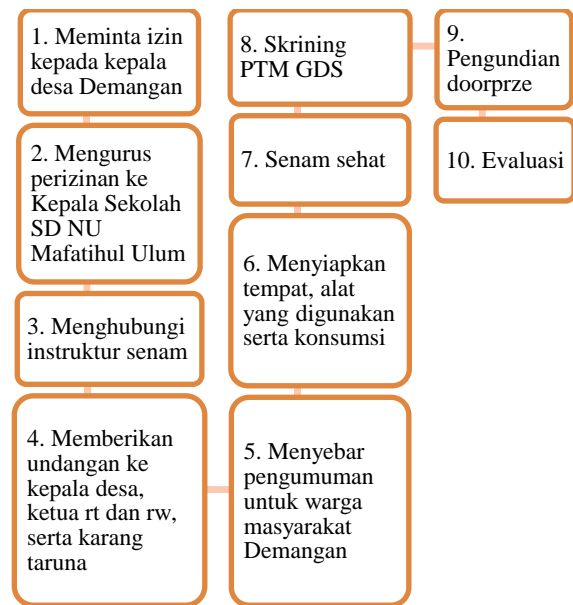 1. Meminta izin
kepada kepala
desa Demangan
2. Mengurus
perizinan ke
Kepala Sekolah
SD NU
Mafatihul Ulum
3. Menghubungi
instruktur senam
4. Memberikan
undangan ke
kepala desa,
ketua rt dan rw,
serta karang
taruna
5. Menyebar
pengumuman
untuk warga
masyarakat
Demangan
6. Menyiapkan
tempat, alat
yang digunakan
serta konsumsi
7. Senam sehat
8. Skrining
PTM GDS
9.
Pengundian
doorprze
10. Evaluasi